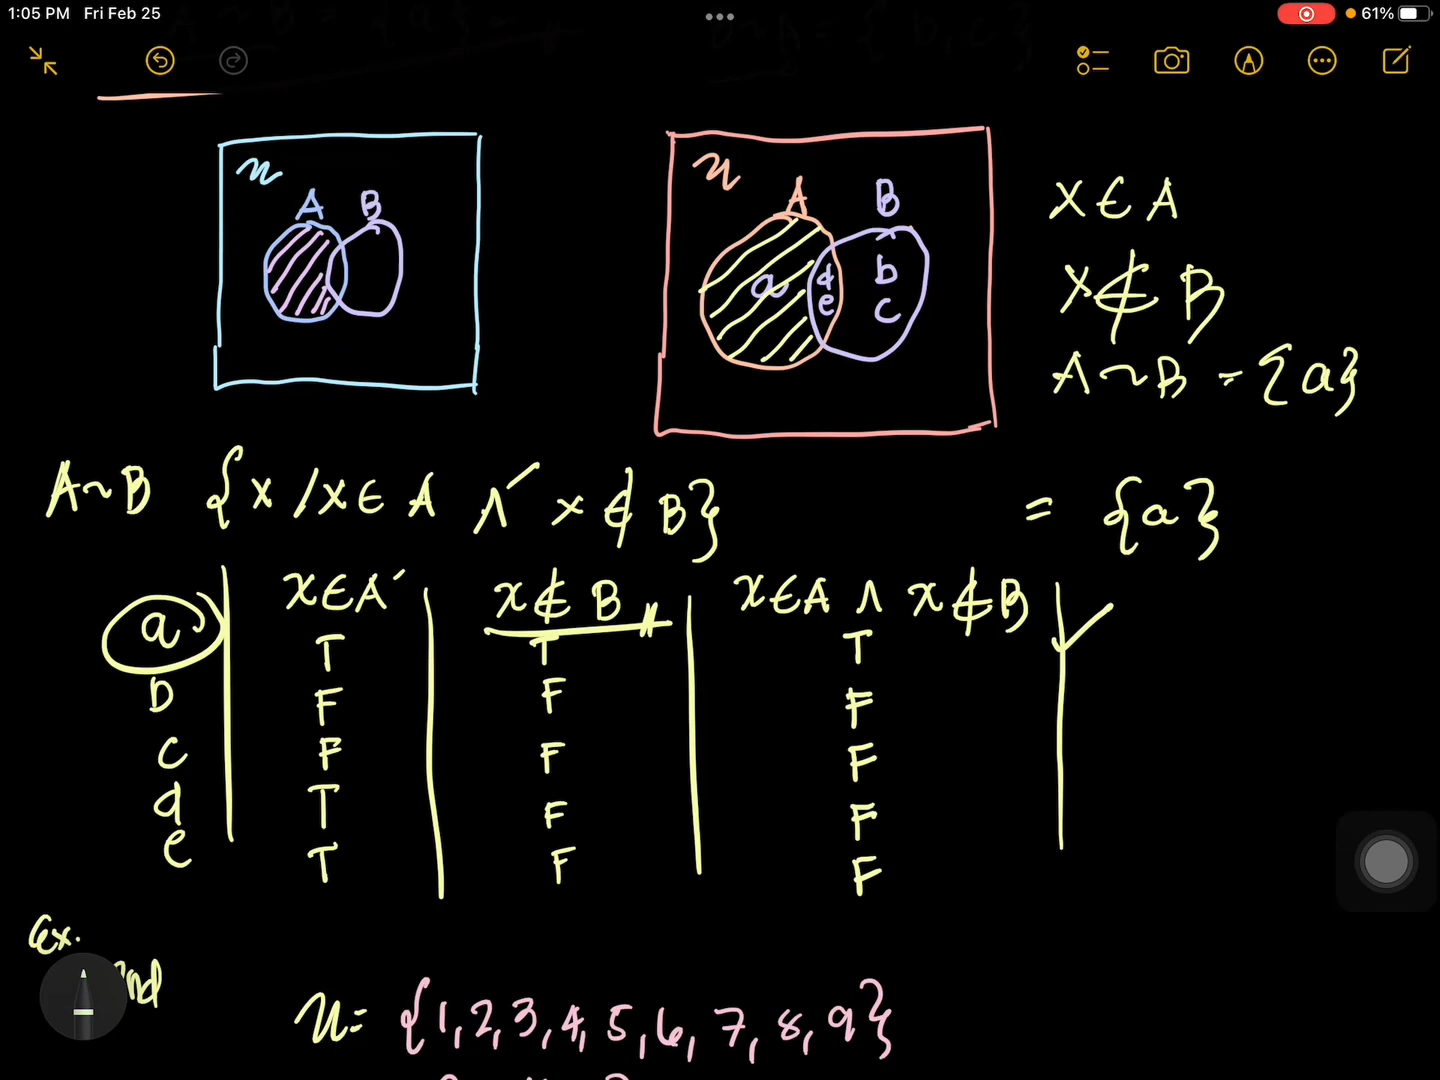 1:05 PM Fri Feb 25
61%
A ~ B = {a}
= {b, c}
U
A B
U
A B
a d e b c
x ∈ A
x ∉ B
A ~ B = {a}
A ~ B {x / x ∈ A ∧ x ∉ B} = {a}
x ∈ A x ∉ B x ∈ A ∧ x ∉ B
a T T T
b F F F
c F F F
d T F F
e T F F
Ex.
U = {1, 2, 3, 4, 5, 6, 7, 8, 9}